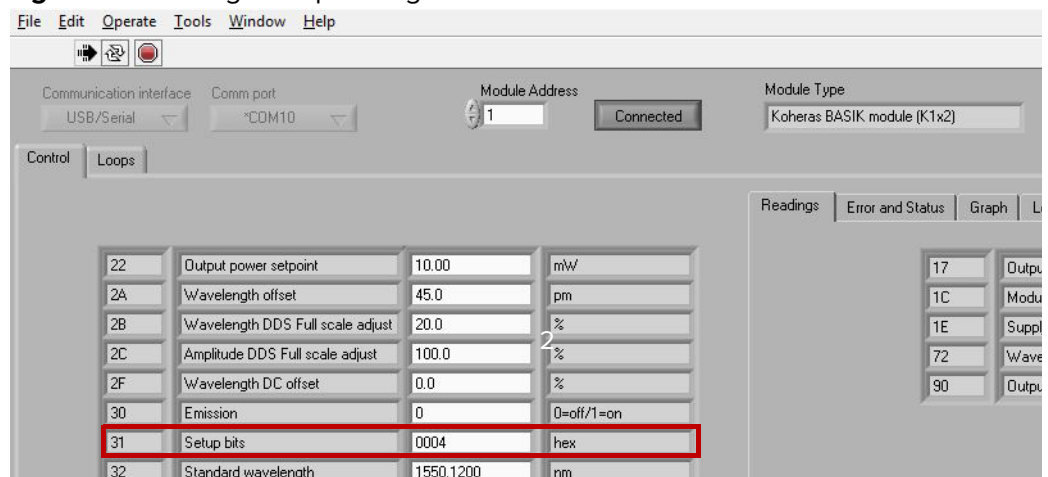 File Edit Operate Tools Window Help
Communication interface Comm port Module Address Module Type
USB/Serial *COM10 1 Connected Koheras BASIK module (K1x2)
Control Loops
Readings Error and Status Graph
22 Output power setpoint 10.00 mW 17
2A Wavelength offset 45.0 pm 1C
2B Wavelength DDS Full scale adjust 20.0 % 1E
2
2C Amplitude DDS Full scale adjust 100.0 % 72
2F Wavelength DC offset 0.0 % 90
30 Emission 0 0=off/1=on
31 Setup bits 0004 hex
32 Standard wavelength 1550.1200 nm